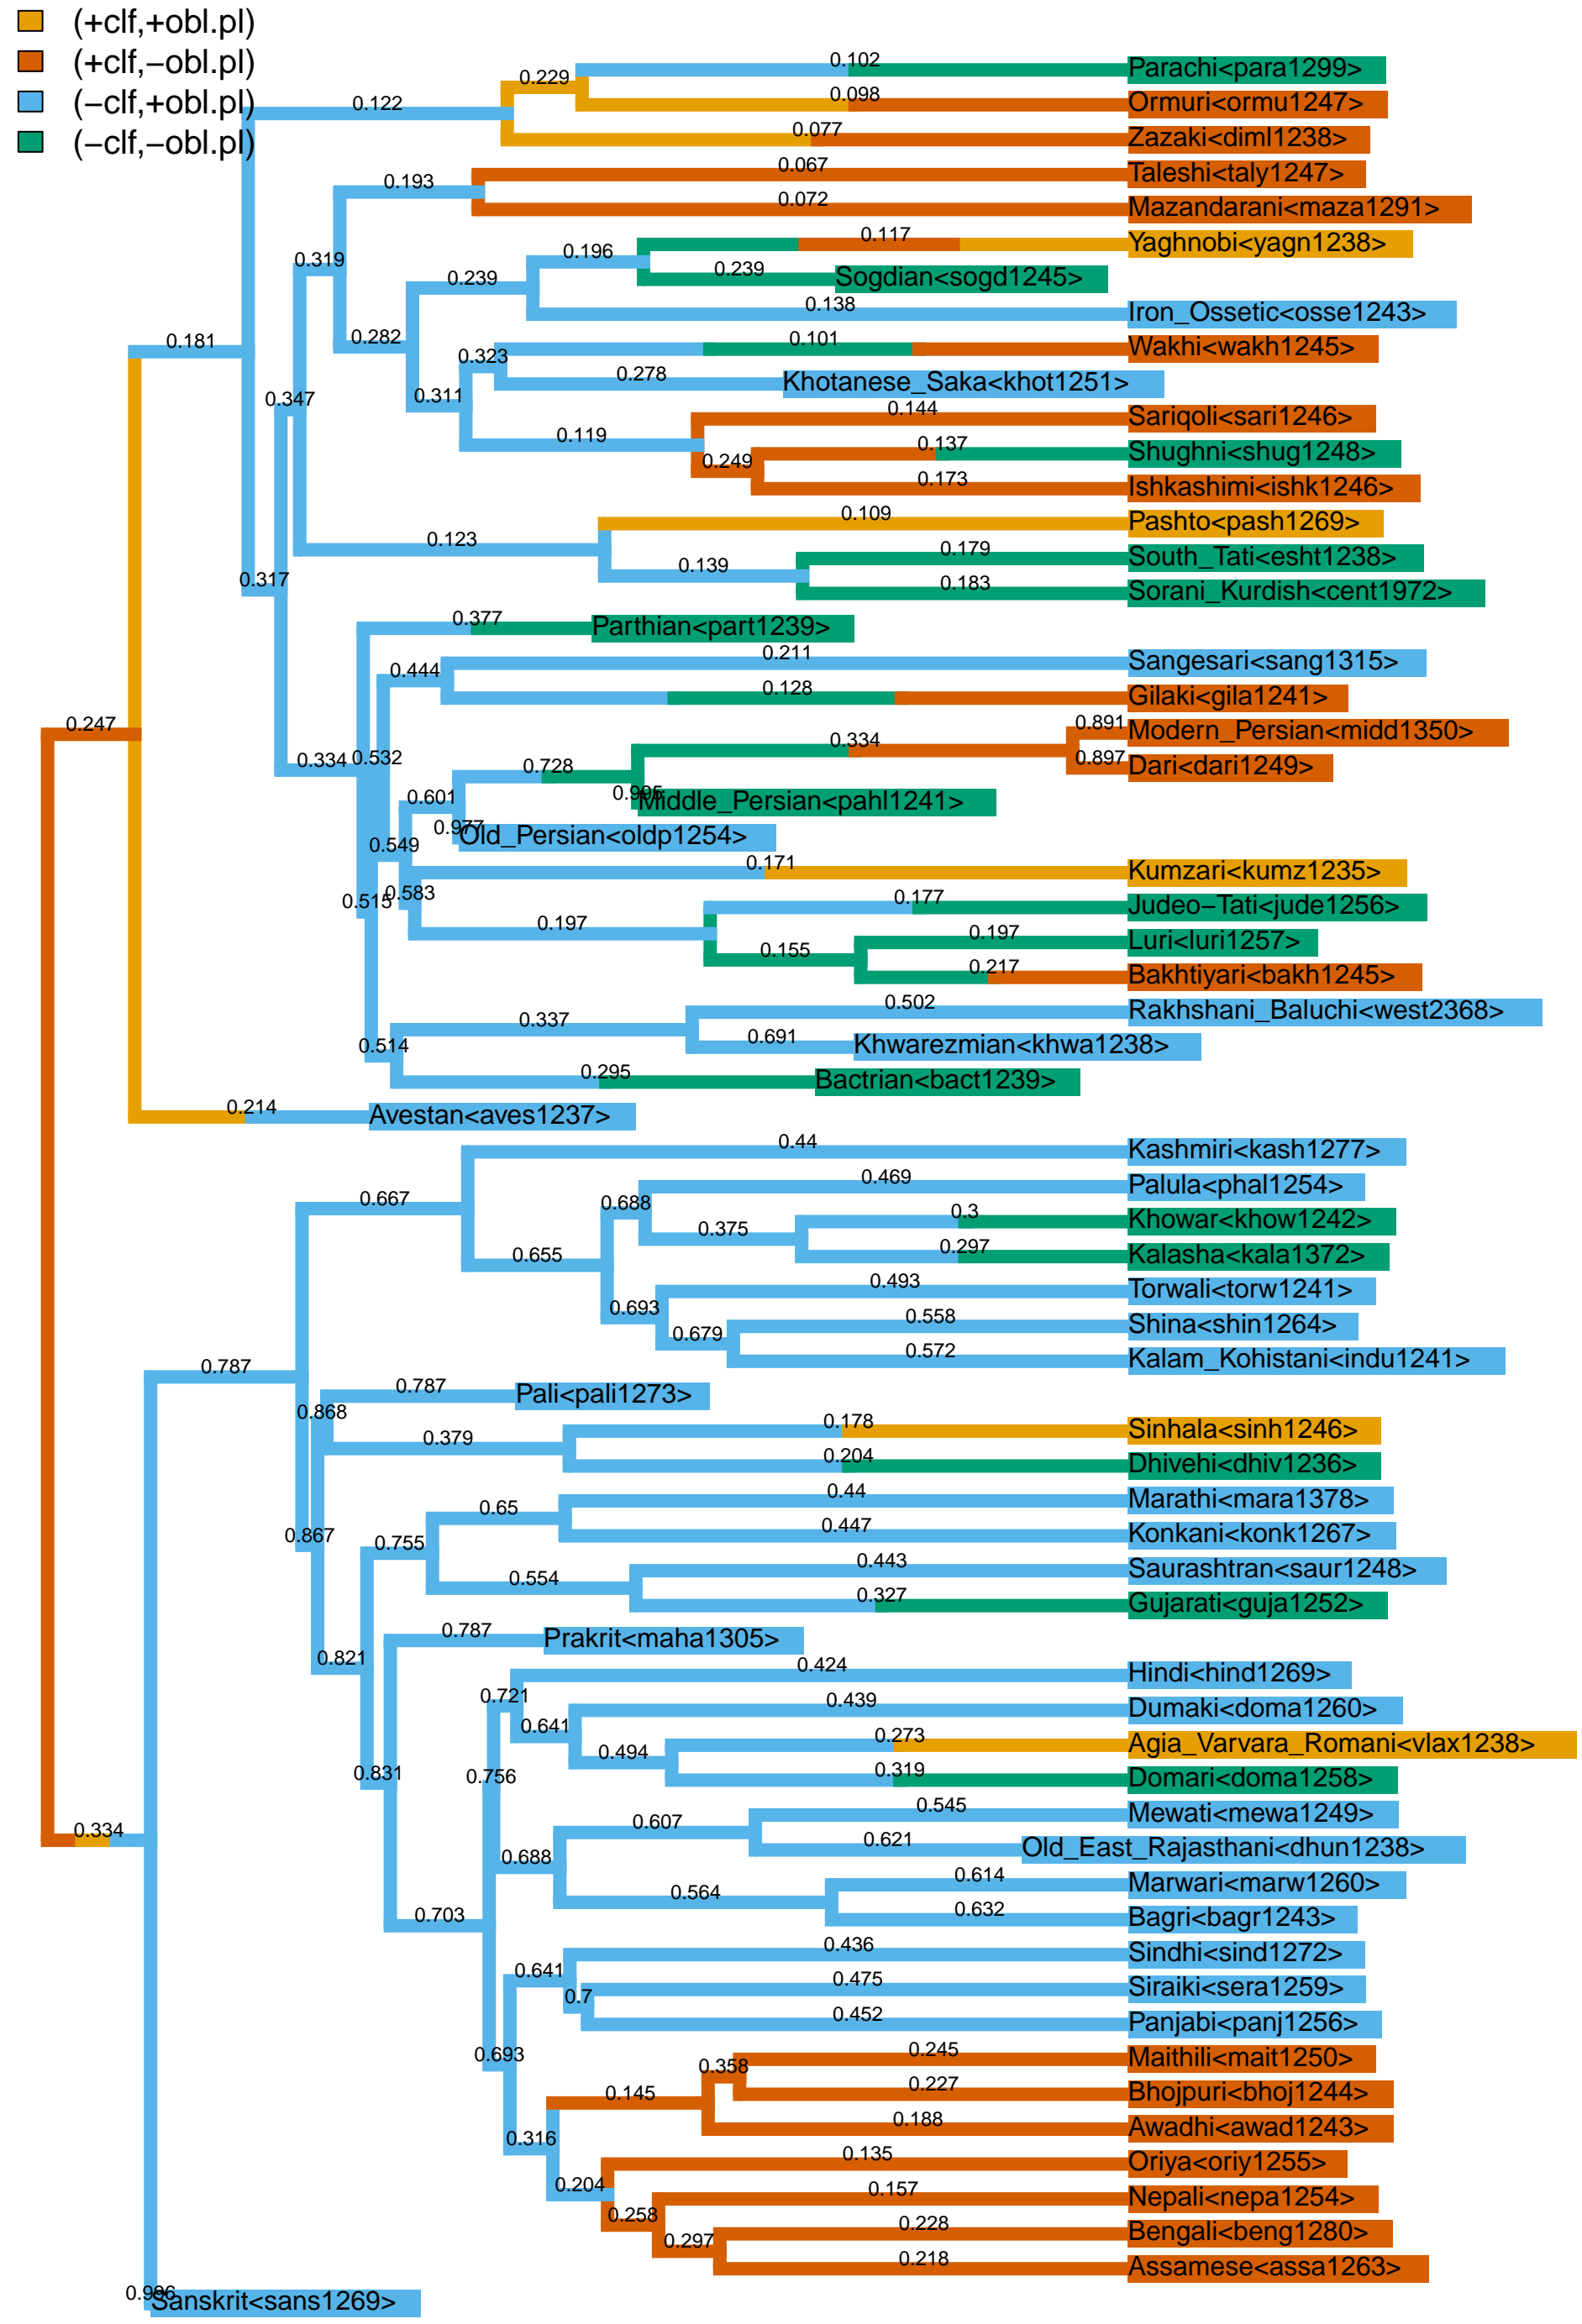 (+clf,+obl.pl)
(+clf,−obl.pl)
(−clf,+obl.pl)
(−clf,−obl.pl)
0.102 Parachi<para1299>
0.229
0.098 Ormuri<ormu1247>
0.122
0.077 Zazaki<diml1238>
0.067 Taleshi<taly1247>
0.193
0.072 Mazandarani<maza1291>
0.117 Yaghnobi<yagn1238>
0.196
0.319
0.239 Sogdian<sogd1245>
0.239
0.138 Iron_Ossetic<osse1243>
0.181
0.282
0.101 Wakhi<wakh1245>
0.323
0.278 Khotanese_Saka<khot1251>
0.311
0.347
0.144 Sariqoli<sari1246>
0.119
0.137 Shughni<shug1248>
0.249
0.173 Ishkashimi<ishk1246>
0.109 Pashto<pash1269>
0.123
0.179 South_Tati<esht1238>
0.139
0.317
0.183 Sorani_Kurdish<cent1972>
0.377 Parthian<part1239>
0.211 Sangesari<sang1315>
0.444
0.128 Gilaki<gila1241>
0.247
0.891 Modern_Persian<midd1350>
0.334
0.334 0.532
0.728
0.897 Dari<dari1249>
0.601
0.995 Middle_Persian<pahl1241>
0.977 Old_Persian<oldp1254>
0.549
0.171 Kumzari<kumz1235>
0.515 0.583
0.177 Judeo−Tati<jude1256>
0.197
0.197 Luri<luri1257>
0.155
0.217 Bakhtiyari<bakh1245>
0.502 Rakhshani_Baluchi<west2368>
0.337
0.514
0.691 Khwarezmian<khwa1238>
0.295 Bactrian<bact1239>
0.214 Avestan<aves1237>
0.44 Kashmiri<kash1277>
0.469 Palula<phal1254>
0.667
0.688
0.3 Khowar<khow1242>
0.375
0.655
0.297 Kalasha<kala1372>
0.493 Torwali<torw1241>
0.693
0.558 Shina<shin1264>
0.679
0.572 Kalam_Kohistani<indu1241>
0.787
0.787 Pali<pali1273>
0.868
0.178 Sinhala<sinh1246>
0.379
0.204 Dhivehi<dhiv1236>
0.44 Marathi<mara1378>
0.65
0.867
0.447 Konkani<konk1267>
0.755
0.443 Saurashtran<saur1248>
0.554
0.327 Gujarati<guja1252>
0.787 Prakrit<maha1305>
0.821
0.424 Hindi<hind1269>
0.721
0.439 Dumaki<doma1260>
0.641
0.273 Agia_Varvara_Romani<vlax1238>
0.494
0.831 0.756
0.319 Domari<doma1258>
0.545 Mewati<mewa1249>
0.607
0.334
0.621 Old_East_Rajasthani<dhun1238>
0.688
0.614 Marwari<marw1260>
0.564
0.632 Bagri<bagr1243>
0.703
0.436 Sindhi<sind1272>
0.641
0.475 Siraiki<sera1259>
0.7
0.452 Panjabi<panj1256>
0.693
0.245 Maithili<mait1250>
0.358
0.227 Bhojpuri<bhoj1244>
0.145
0.188 Awadhi<awad1243>
0.316
0.135 Oriya<oriy1255>
0.204
0.157 Nepali<nepa1254>
0.258
0.228 Bengali<beng1280>
0.297
0.218 Assamese<assa1263>
0.996 Sanskrit<sans1269>